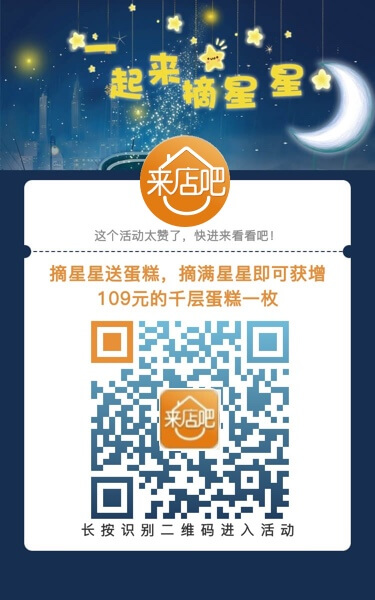 一起来摘星星
来店吧
这个活动太赞了，快进来看看吧！
摘星星送蛋糕，摘满星星即可获增
109元的千层蛋糕一枚
来店吧
长按识别二维码进入活动